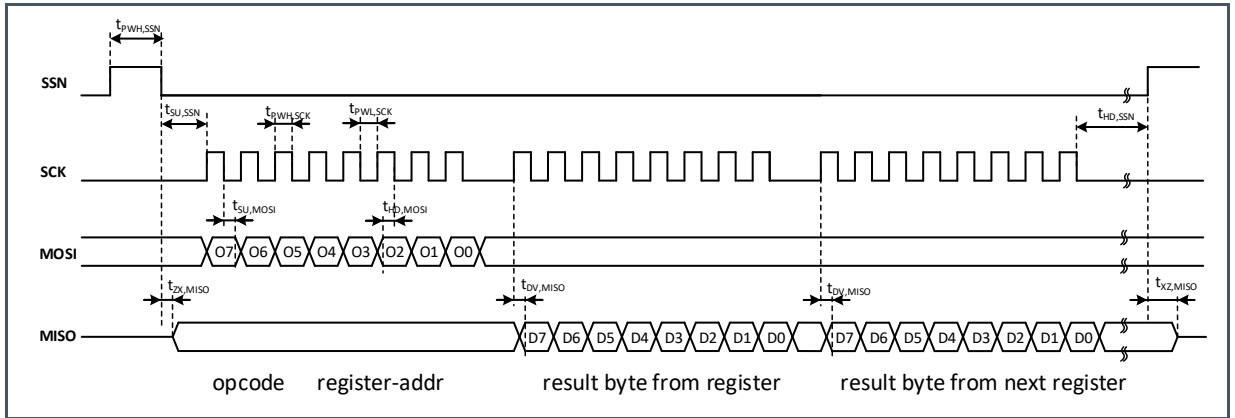 tPWH,SSN
SSN
tSU,SSN
tPWH,SCK
tPWL,SCK
tHD,SSN
SCK
tSU,MOSI
tHD,MOSI
MOSI
O7 O6 O5 O4 O3 O2 O1 O0
tZX,MISO
tDV,MISO
tDV,MISO
tXZ,MISO
MISO
D7 D6 D5 D4 D3 D2 D1 D0 D7 D6 D5 D4 D3 D2 D1 D0
opcode register-addr result byte from register result byte from next register